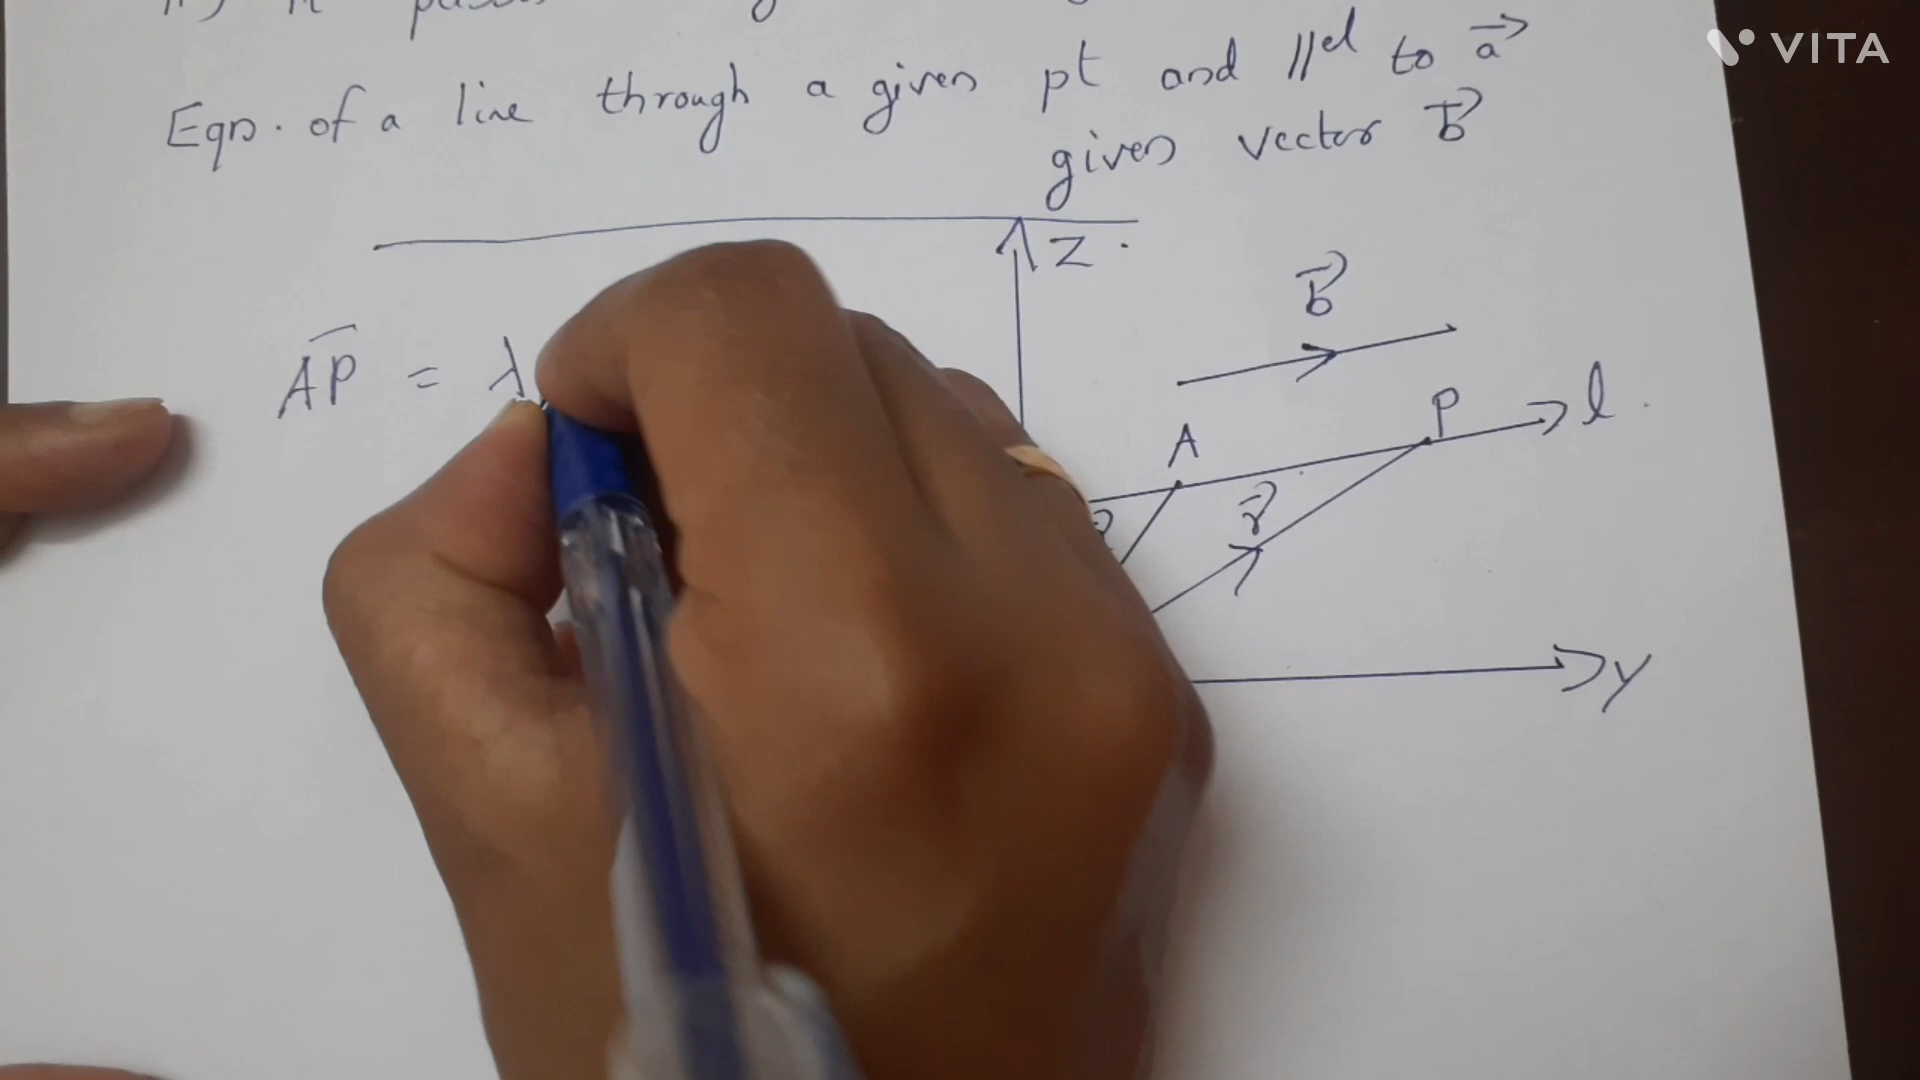 VITA
Eqn. of a line through a given pt and ||el to a⃗
given vector b⃗
Z
b⃗
AP = λ
A
P
l
r⃗
y